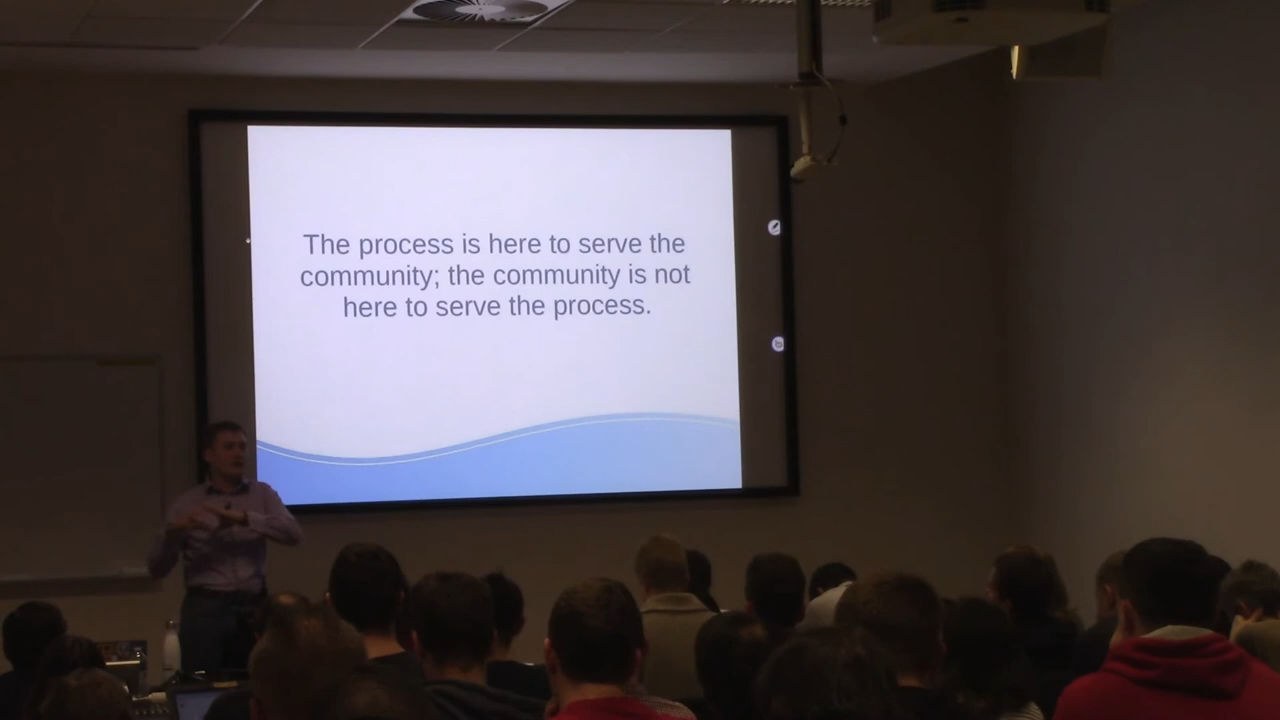 The process is here to serve the
community; the community is not
here to serve the process.